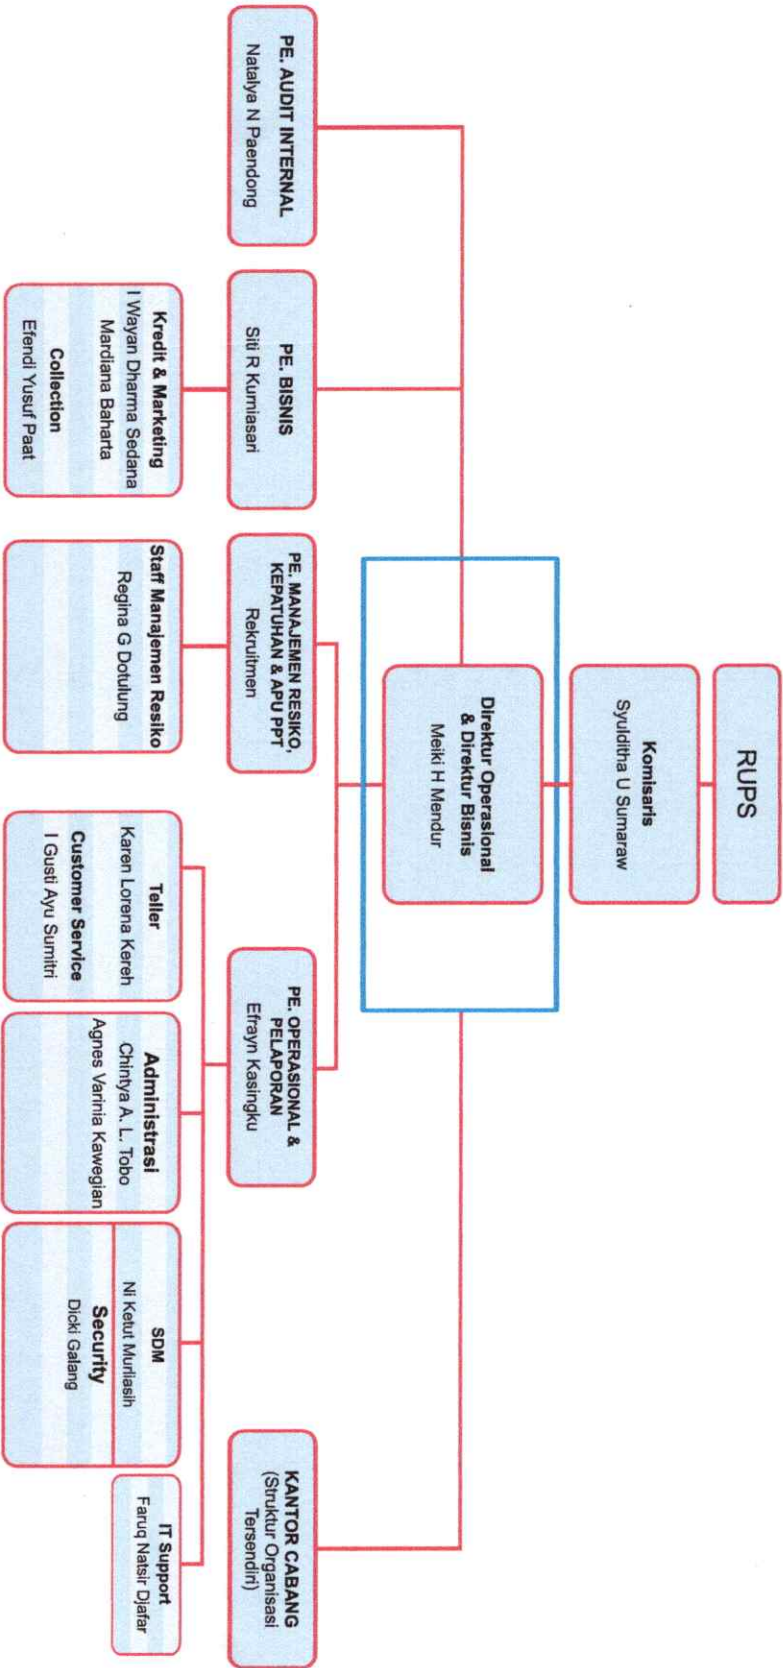 RUPS
Komisaris
Syulditha U Sumaraw
Direktur Operasional
& Direktur Bisnis
Meiki H Mendur
PE. AUDIT INTERNAL
Natalya N Paendong
PE. BISNIS
Siti R Kurniasari
PE. MANAJEMEN RESIKO,
KEPATUHAN & APU PPT
Rekruitmen
PE. OPERASIONAL &
PELAPORAN
Efrayn Kasingku
KANTOR CABANG
(Struktur Organisasi
Tersendiri)
Kredit & Marketing
I Wayan Dharma Sedana
Mardiana Baharta
Collection
Efendi Yusuf Paat
Staff Manajemen Resiko
Regina G Dotulung
Teller
Karen Lorena Kereh
Customer Service
I Gusti Ayu Sumitri
Administrasi
Chintya A. L. Tobo
Agnes Varinia Kawegian
SDM
Ni Ketut Murliasih
Security
Dicki Galang
IT Support
Faruq Natsir Djafar